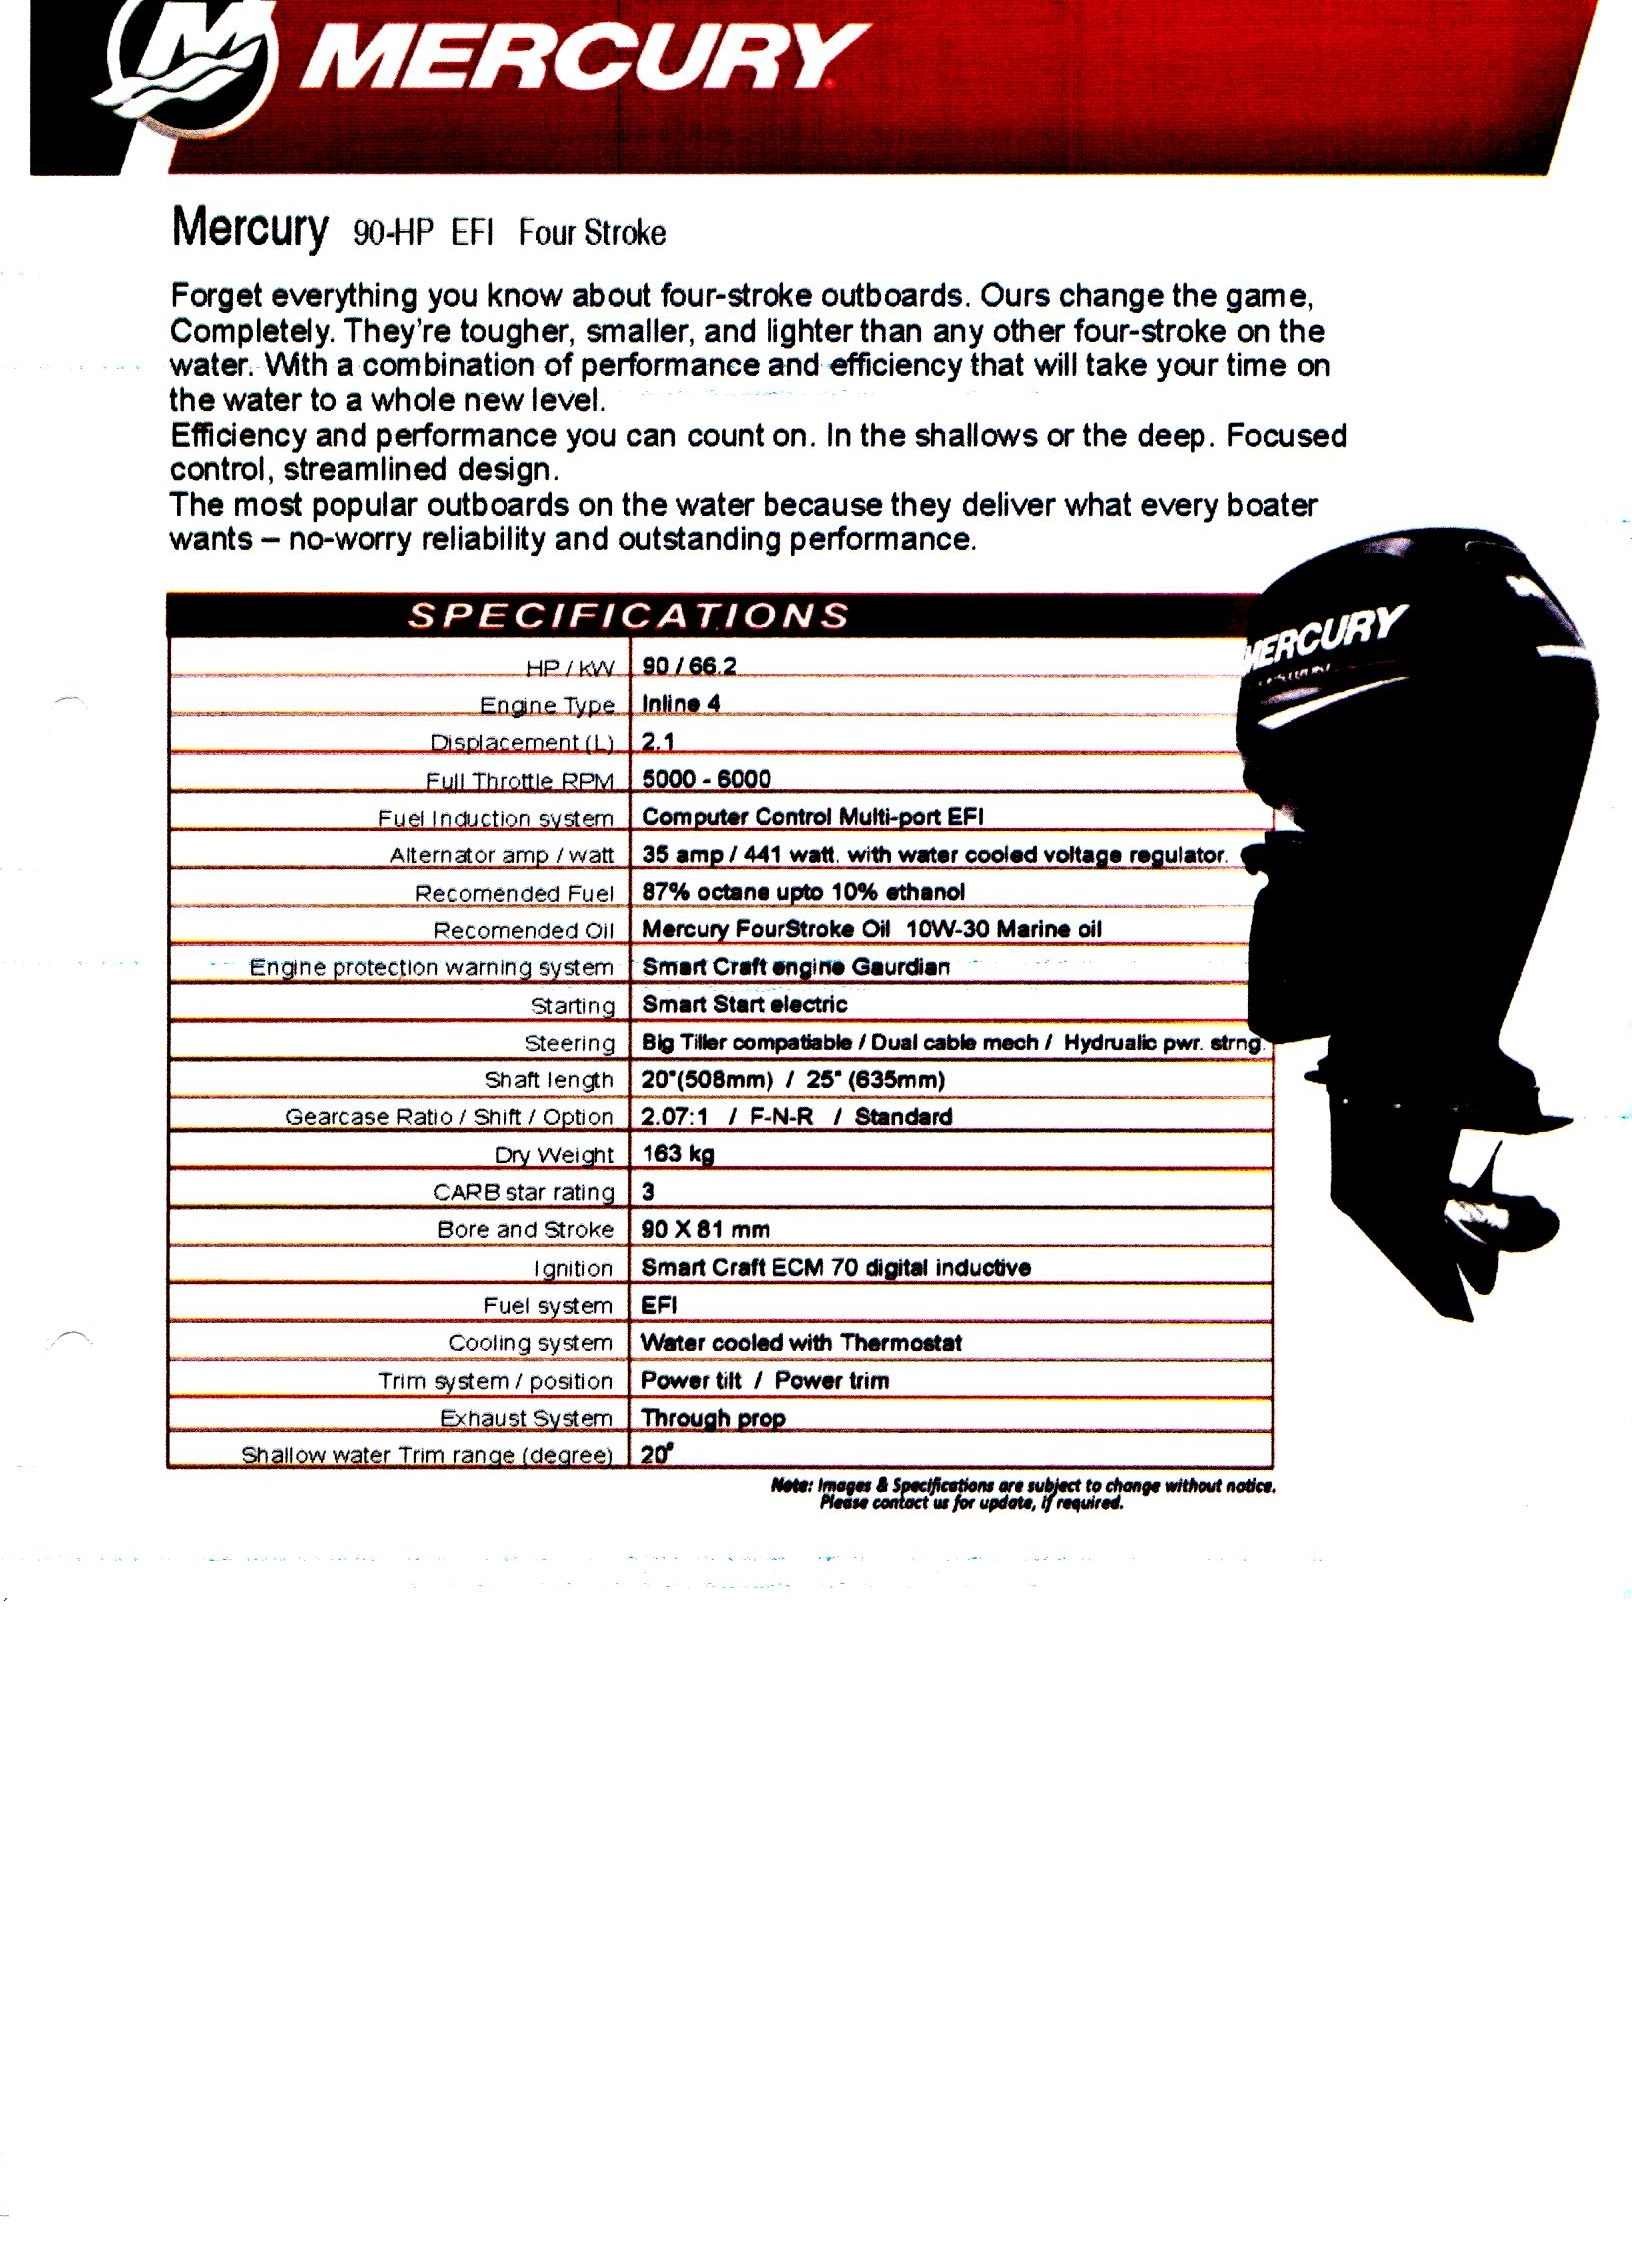 MERCURY
Mercury 90-HP EFI Four Stroke
Forget everything you know about four-stroke outboards. Ours change the game,
Completely. They're tougher, smaller, and lighter than any other four-stroke on the
water. With a combination of performance and efficiency that will take your time on
the water to a whole new level.
Efficiency and performance you can count on. In the shallows or the deep. Focused
control, streamlined design.
The most popular outboards on the water because they deliver what every boater
wants – no-worry reliability and outstanding performance.
SPECIFICATIONS
HP / kW 90 / 66.2
Engine Type Inline 4
Displacement (L) 2.1
Full Throttle RPM 5000 - 6000
Fuel Induction system Computer Control Multi-port EFI
Alternator amp / watt 35 amp / 441 watt. with water cooled voltage regulator.
Recomended Fuel 87% octane upto 10% ethanol
Recomended Oil Mercury FourStroke Oil 10W-30 Marine oil
Engine protection warning system Smart Craft engine Gaurdian
Starting Smart Start electric
Steering Big Tiller compatiable / Dual cable mech / Hydrualic pwr. strng.
Shaft length 20"(508mm) / 25" (635mm)
Gearcase Ratio / Shift / Option 2.07:1 / F-N-R / Standard
Dry Weight 163 kg
CARB star rating 3
Bore and Stroke 90 X 81 mm
Ignition Smart Craft ECM 70 digital inductive
Fuel system EFI
Cooling system Water cooled with Thermostat
Trim system / position Power tilt / Power trim
Exhaust System Through prop
Shallow water Trim range (degree) 20°
Note: Images & Specifications are subject to change without notice.
Please contact us for update, if required.
MERCURY